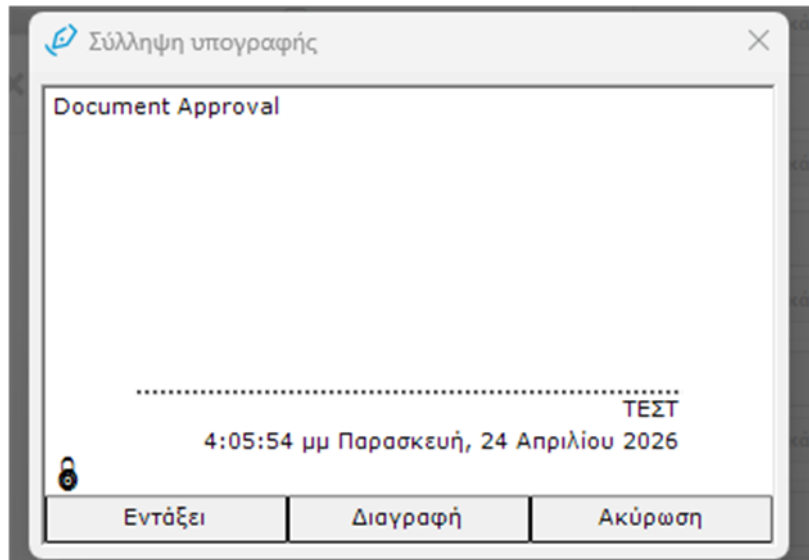 Σύλληψη υπογραφής
Document Approval
ΤΕΣΤ
4:05:54 μμ Παρασκευή, 24 Απριλίου 2026
Εντάξει Διαγραφή Ακύρωση